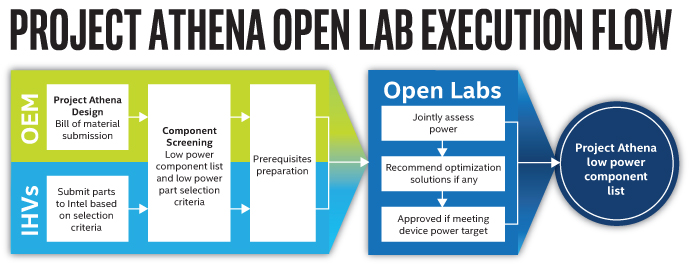 PROJECT ATHENA OPEN LAB EXECUTION FLOW
OEM
Project Athena
Design
Bill of material
submission
IHVs
Submit parts
to Intel based
on selection
criteria
Component
Screening
Low power
component list
and low power
part selection
criteria
Prerequisites
preparation
Open Labs
Jointly assess
power
Recommend optimization
solutions if any
Approved if meeting
device power target
Project Athena
low power
component
list